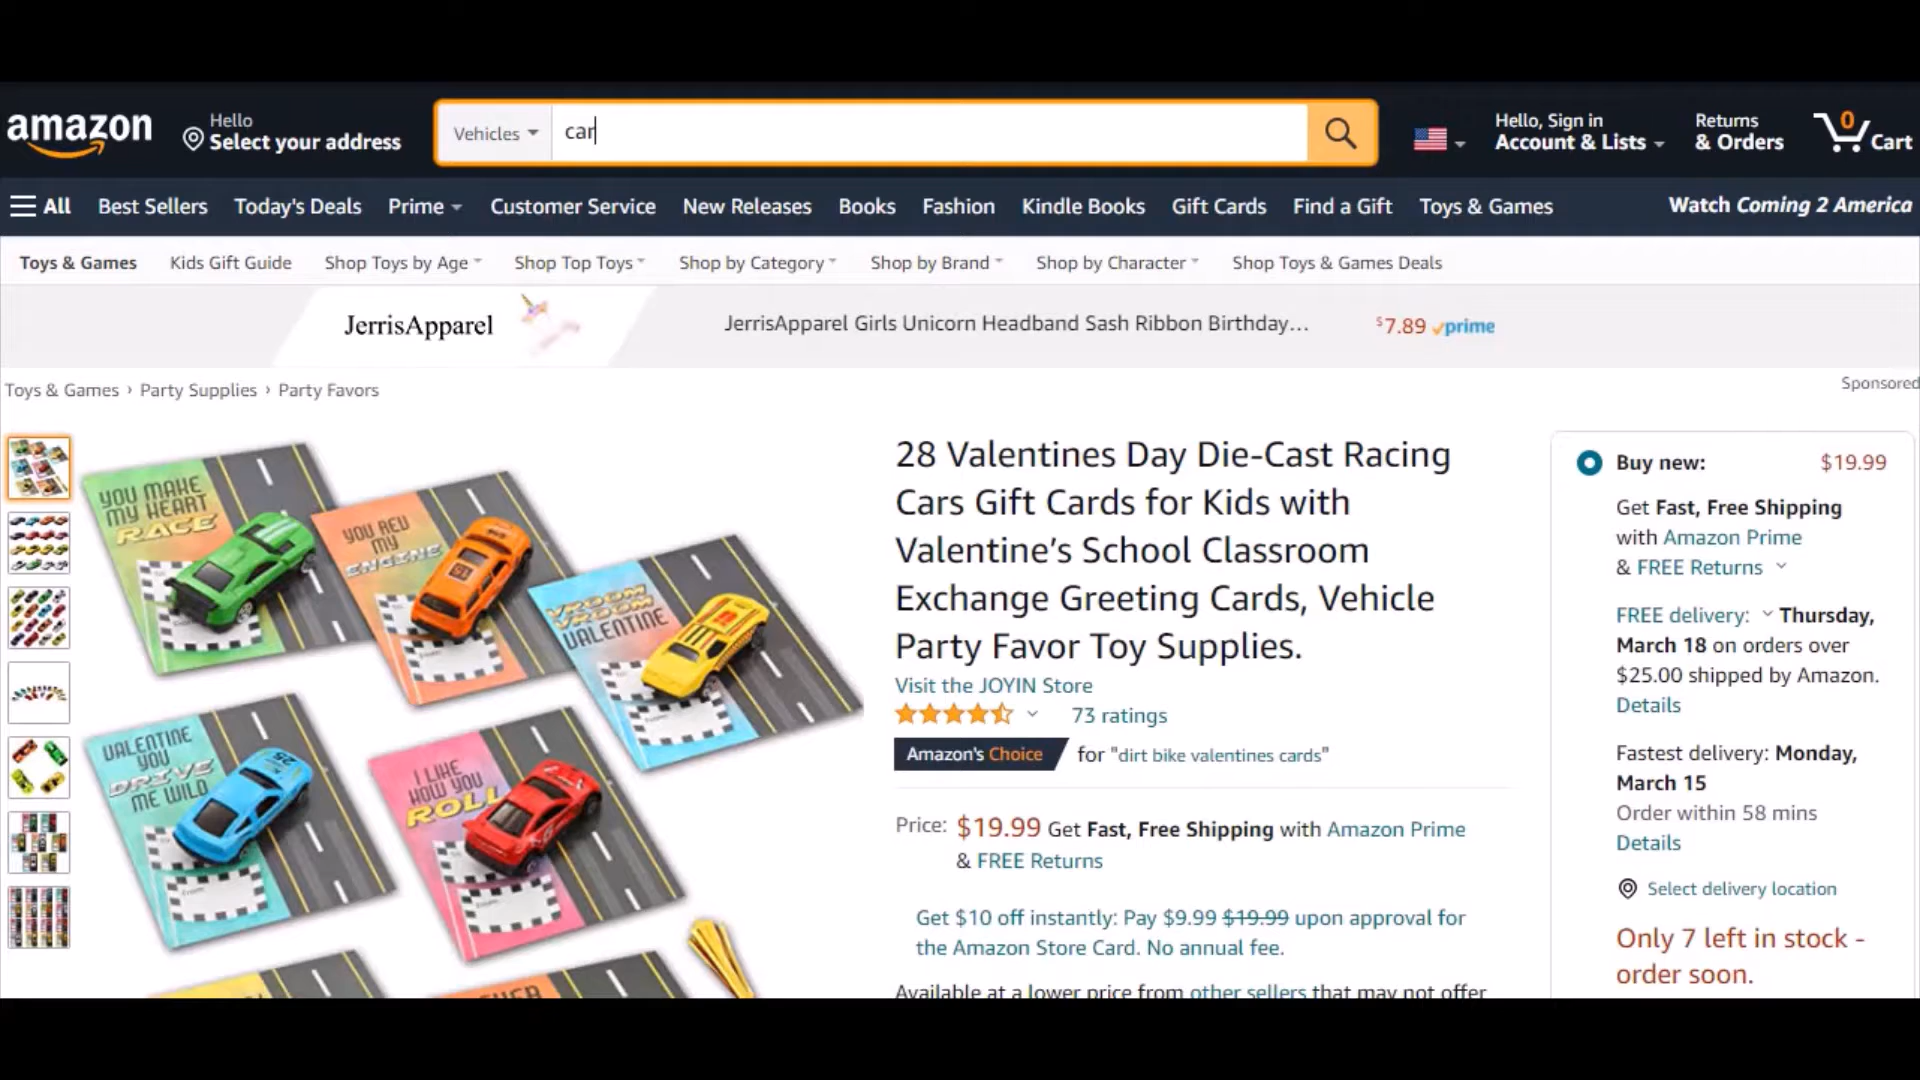 amazon
Hello
Select your address
Vehicles
car
Hello, Sign in
Account & Lists
Returns
& Orders
0
Cart
All
Best Sellers
Today's Deals
Prime
Customer Service
New Releases
Books
Fashion
Kindle Books
Gift Cards
Find a Gift
Toys & Games
Watch Coming 2 America
Toys & Games
Kids Gift Guide
Shop Toys by Age
Shop Top Toys
Shop by Category
Shop by Brand
Shop by Character
Shop Toys & Games Deals
JerrisApparel
JerrisApparel Girls Unicorn Headband Sash Ribbon Birthday...
$7.89 prime
Sponsored
Toys & Games › Party Supplies › Party Favors
YOU MAKE
MY HEART
RACE
YOU REV
MY
ENGINE
VROOM
VROOM
VALENTINE
VALENTINE
YOU
DRIVE
ME WILD
I LIKE
HOW YOU
ROLL
28 Valentines Day Die-Cast Racing
Cars Gift Cards for Kids with
Valentine's School Classroom
Exchange Greeting Cards, Vehicle
Party Favor Toy Supplies.
Visit the JOYIN Store
73 ratings
Amazon's Choice for "dirt bike valentines cards"
Price: $19.99 Get Fast, Free Shipping with Amazon Prime
& FREE Returns
Get $10 off instantly: Pay $9.99 $19.99 upon approval for
the Amazon Store Card. No annual fee.
Available at a lower price from other sellers that may not offer
Buy new: $19.99
Get Fast, Free Shipping
with Amazon Prime
& FREE Returns
FREE delivery: Thursday,
March 18 on orders over
$25.00 shipped by Amazon.
Details
Fastest delivery: Monday,
March 15
Order within 58 mins
Details
Select delivery location
Only 7 left in stock -
order soon.